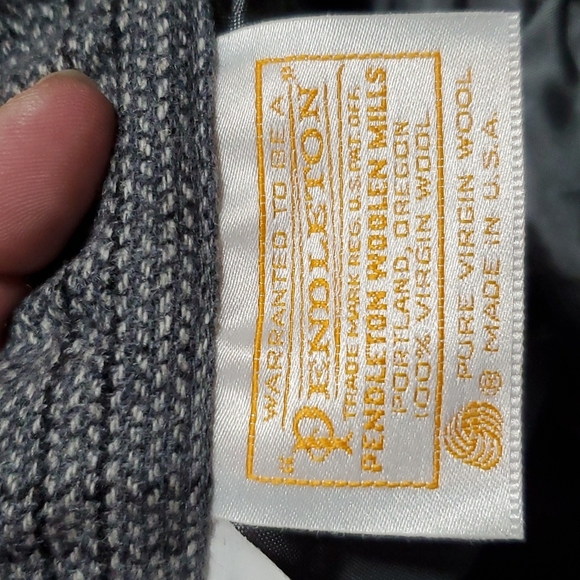 WARRANTED TO BE A
"PENDLETON"
TRADE MARK REG. U.S. PAT. OFF.
PENDLETON WOOLEN MILLS
PORTLAND, OREGON
100% VIRGIN WOOL
PURE VIRGIN WOOL
® MADE IN U.S.A.